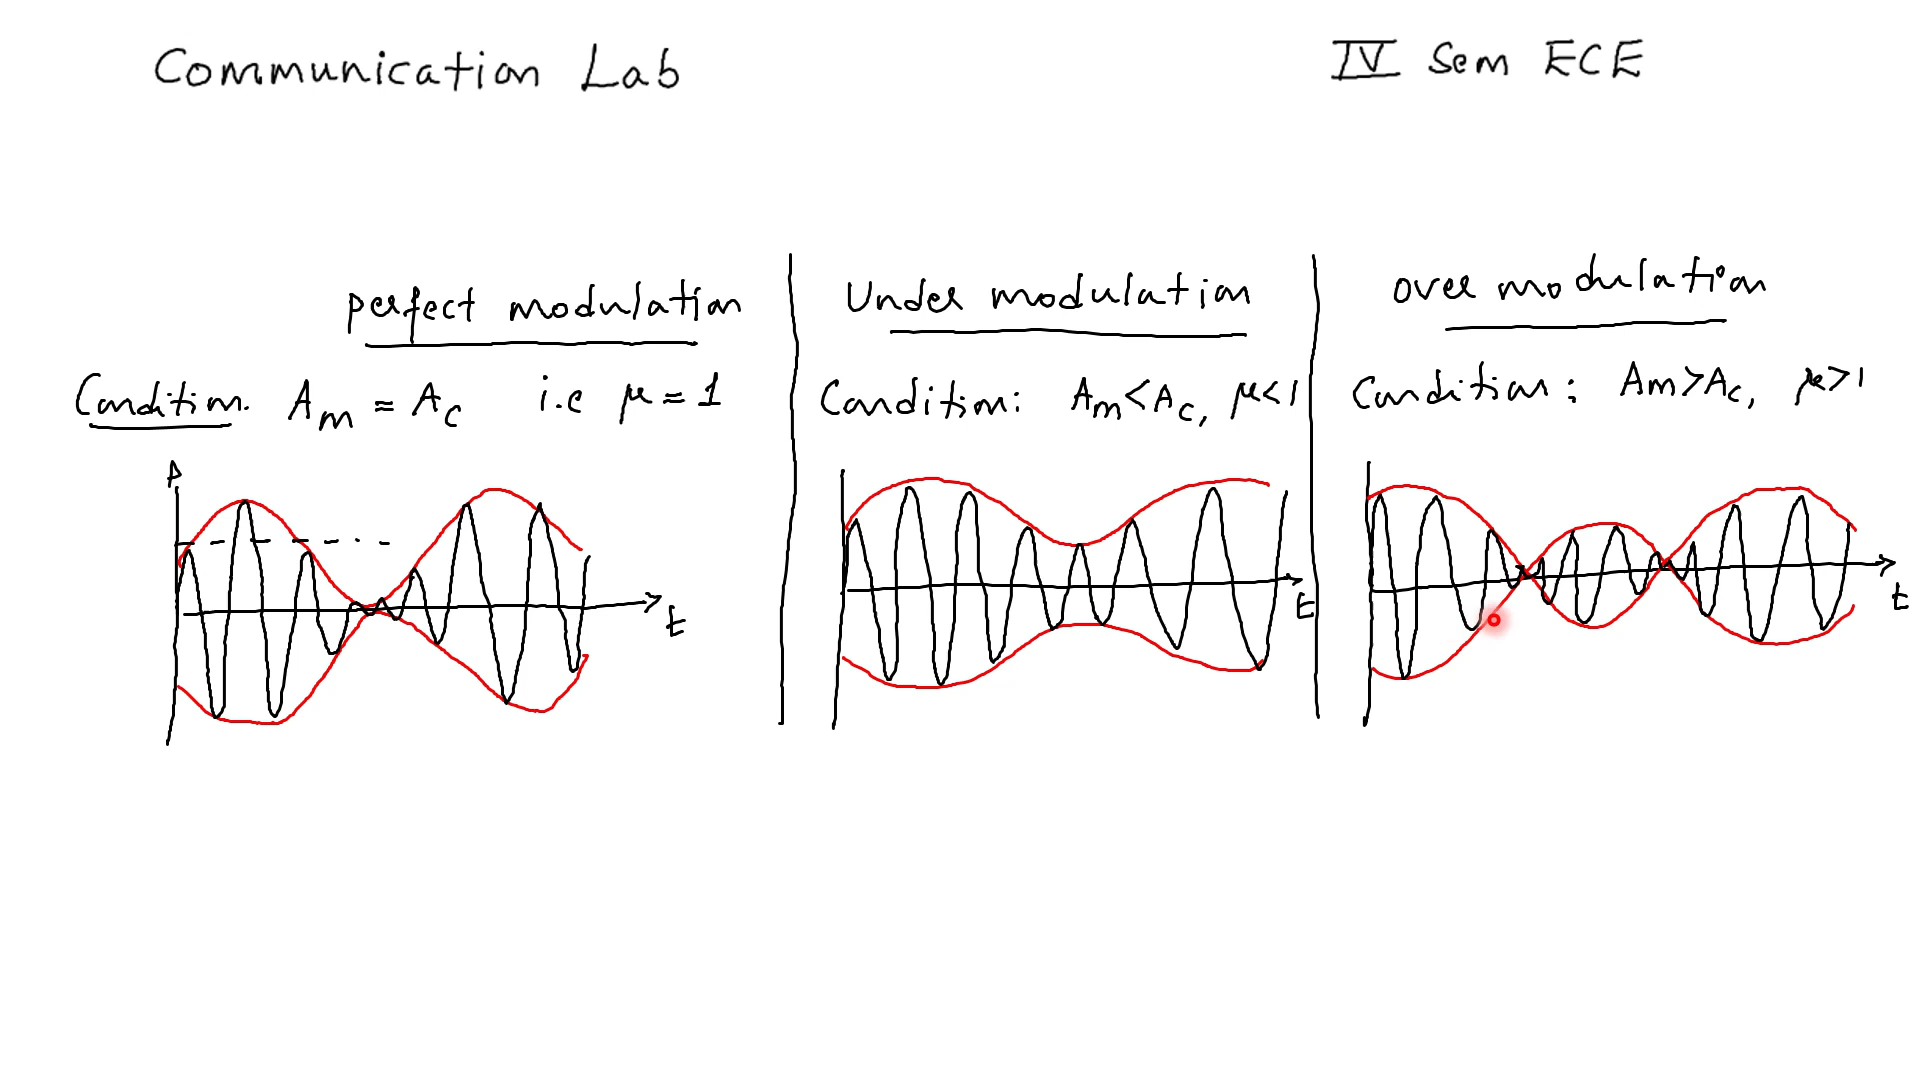 Communication Lab
IV Sem ECE
perfect modulation
Condition. Am = Ac i.e μ = 1
Under modulation
Condition: Am<Ac, μ<1
over modulation
Condition: Am>Ac, μ>1
t
t
t